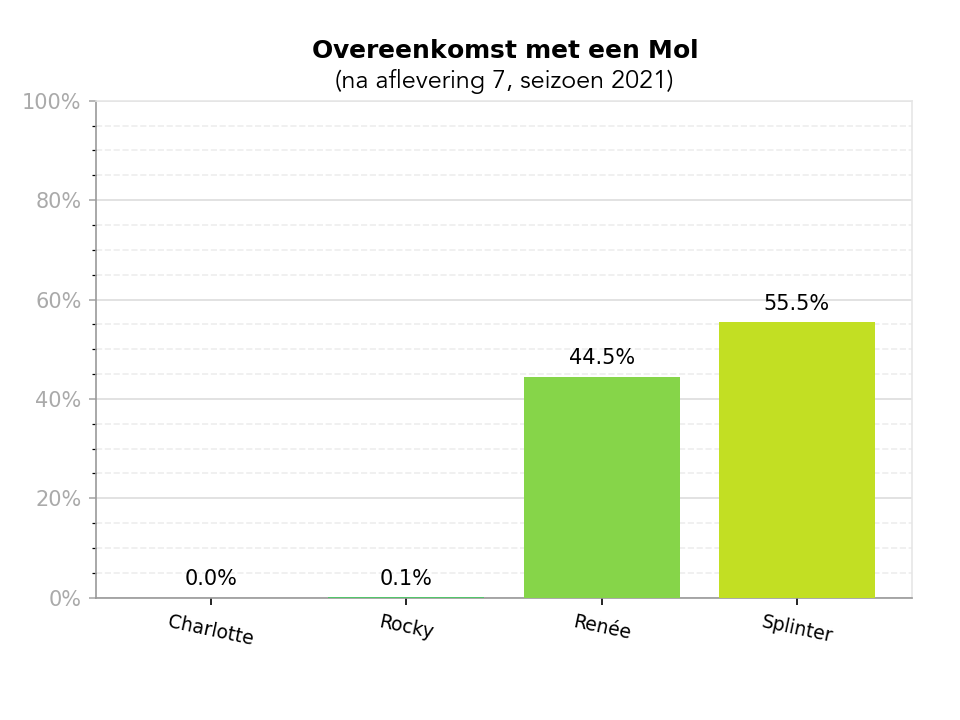 Overeenkomst met een Mol
(na aflevering 7, seizoen 2021)
100%
80%
60%
40%
20%
0%
0.0%
0.1%
44.5%
55.5%
Charlotte
Rocky
Renée
Splinter